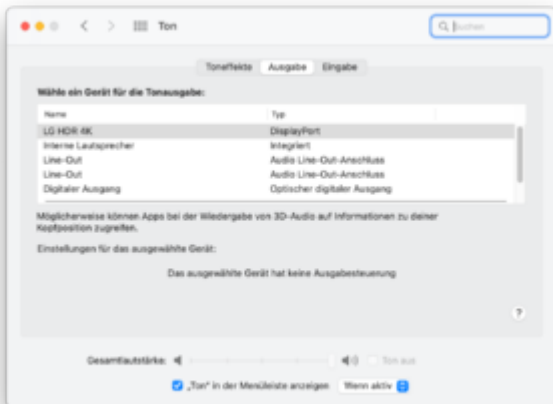 Ton
Suchen
Toneffekte Ausgabe Eingabe
Wähle ein Gerät für die Tonausgabe:
Name Typ
LG HDR 4K DisplayPort
Interne Lautsprecher Integriert
Line-Out Audio Line-Out-Anschluss
Line-Out Audio Line-Out-Anschluss
Digitaler Ausgang Optischer digitaler Ausgang
Möglicherweise können Apps bei der Wiedergabe von 3D-Audio auf Informationen zu deiner
Kopfposition zugreifen.
Einstellungen für das ausgewählte Gerät:
Das ausgewählte Gerät hat keine Ausgabesteuerung
?
Gesamtlautstärke: Ton aus
„Ton“ in der Menüleiste anzeigen Wenn aktiv